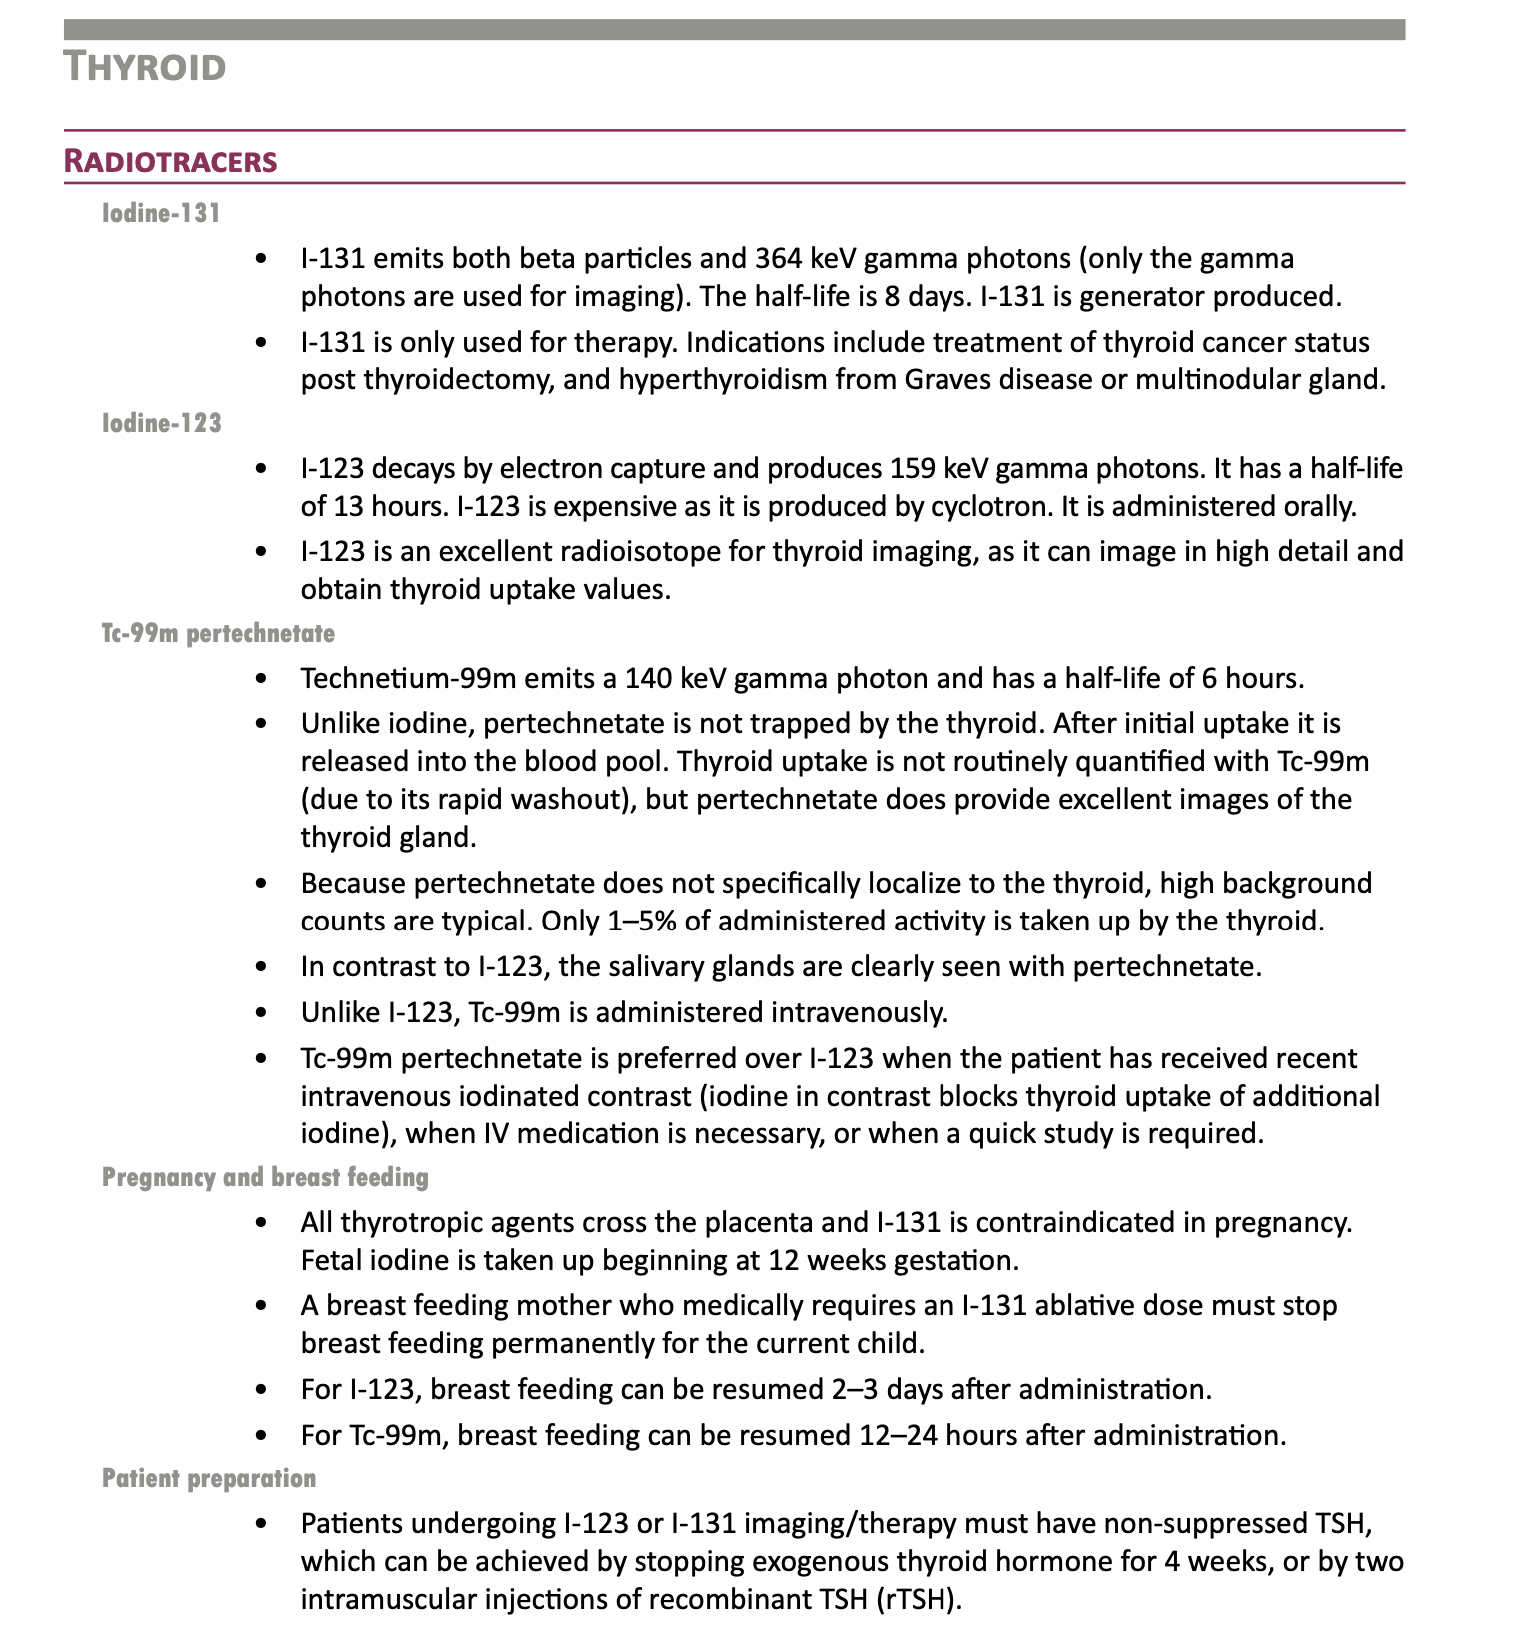 THYROID
RADIOTRACERS
Iodine-131
• I-131 emits both beta particles and 364 keV gamma photons (only the gamma
photons are used for imaging). The half-life is 8 days. I-131 is generator produced.
• I-131 is only used for therapy. Indications include treatment of thyroid cancer status
post thyroidectomy, and hyperthyroidism from Graves disease or multinodular gland.
Iodine-123
• I-123 decays by electron capture and produces 159 keV gamma photons. It has a half-life
of 13 hours. I-123 is expensive as it is produced by cyclotron. It is administered orally.
• I-123 is an excellent radioisotope for thyroid imaging, as it can image in high detail and
obtain thyroid uptake values.
Tc-99m pertechnetate
• Technetium-99m emits a 140 keV gamma photon and has a half-life of 6 hours.
• Unlike iodine, pertechnetate is not trapped by the thyroid. After initial uptake it is
released into the blood pool. Thyroid uptake is not routinely quantified with Tc-99m
(due to its rapid washout), but pertechnetate does provide excellent images of the
thyroid gland.
• Because pertechnetate does not specifically localize to the thyroid, high background
counts are typical. Only 1–5% of administered activity is taken up by the thyroid.
• In contrast to I-123, the salivary glands are clearly seen with pertechnetate.
• Unlike I-123, Tc-99m is administered intravenously.
• Tc-99m pertechnetate is preferred over I-123 when the patient has received recent
intravenous iodinated contrast (iodine in contrast blocks thyroid uptake of additional
iodine), when IV medication is necessary, or when a quick study is required.
Pregnancy and breast feeding
• All thyrotropic agents cross the placenta and I-131 is contraindicated in pregnancy.
Fetal iodine is taken up beginning at 12 weeks gestation.
• A breast feeding mother who medically requires an I-131 ablative dose must stop
breast feeding permanently for the current child.
• For I-123, breast feeding can be resumed 2–3 days after administration.
• For Tc-99m, breast feeding can be resumed 12–24 hours after administration.
Patient preparation
• Patients undergoing I-123 or I-131 imaging/therapy must have non-suppressed TSH,
which can be achieved by stopping exogenous thyroid hormone for 4 weeks, or by two
intramuscular injections of recombinant TSH (rTSH).